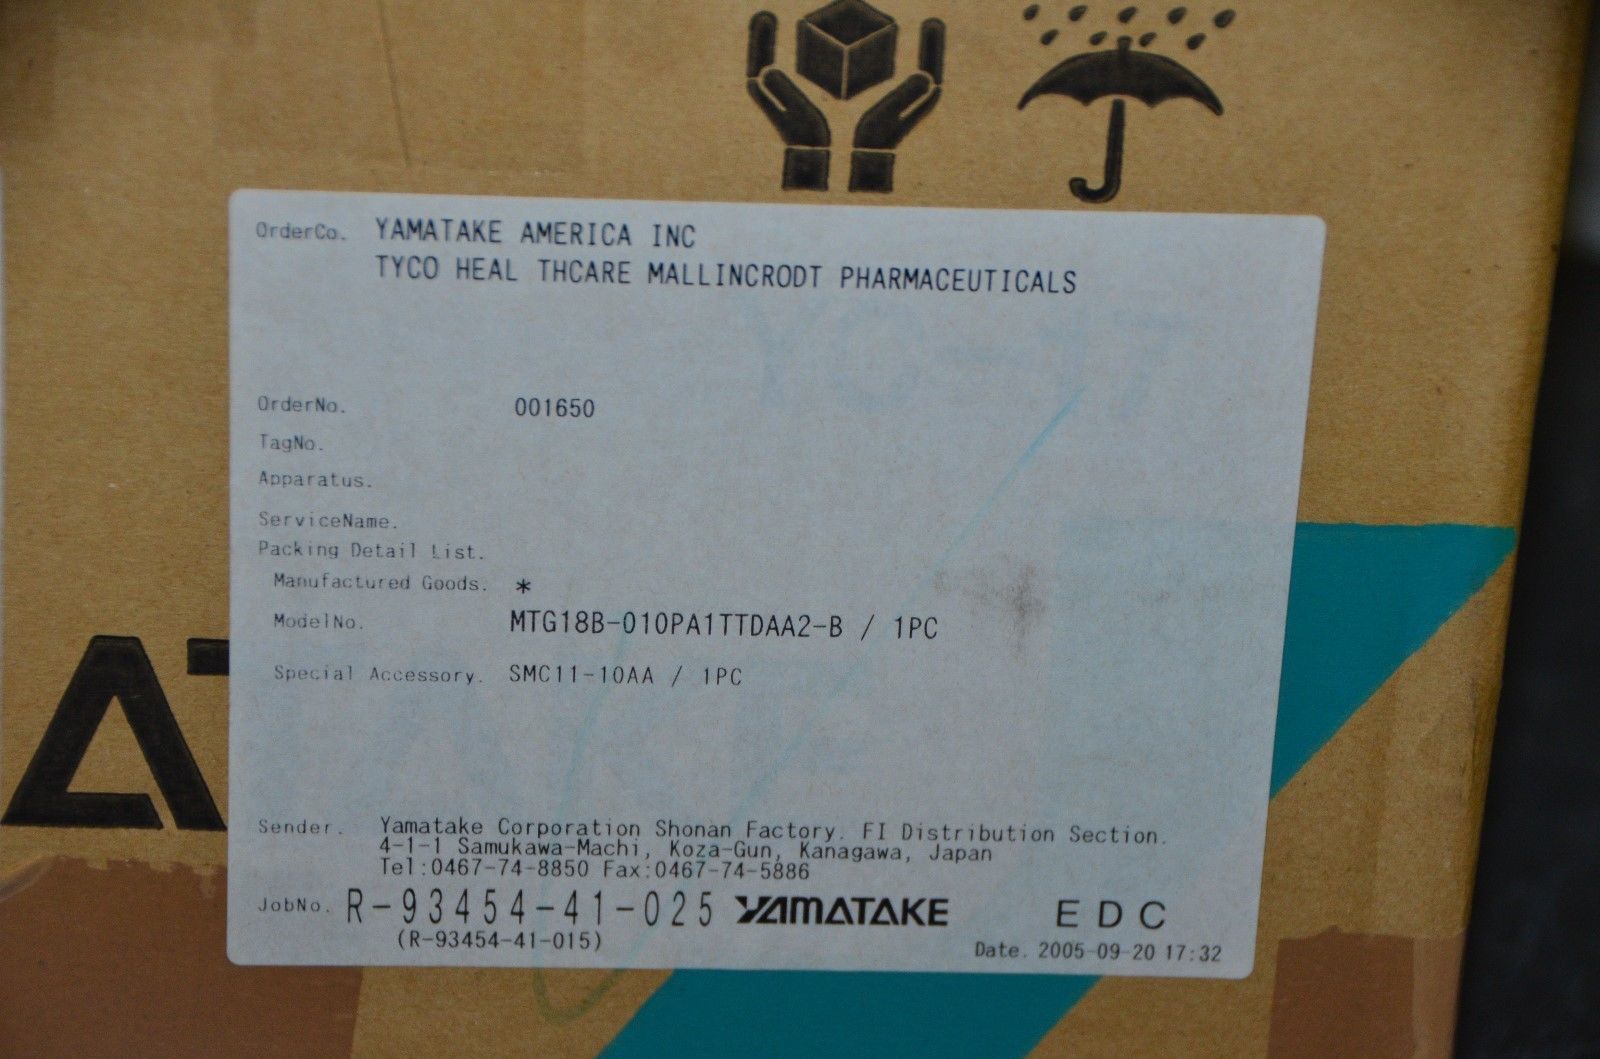 OrderCo. YAMATAKE AMERICA INC
TYCO HEAL THCARE MALLINCRODT PHARMACEUTICALS
OrderNo. 001650
TagNo.
Apparatus.
ServiceName.
Packing Detail List.
Manufactured Goods. *
ModelNo. MTG18B-010PA1TTDAA2-B / 1PC
Special Accessory. SMC11-10AA / 1PC
Sender. Yamatake Corporation Shonan Factory. FI Distribution Section.
4-1-1 Samukawa-Machi, Koza-Gun, Kanagawa, Japan
Tel:0467-74-8850 Fax:0467-74-5886
JobNo. R-93454-41-025 YAMATAKE EDC
(R-93454-41-015)
Date. 2005-09-20 17:32